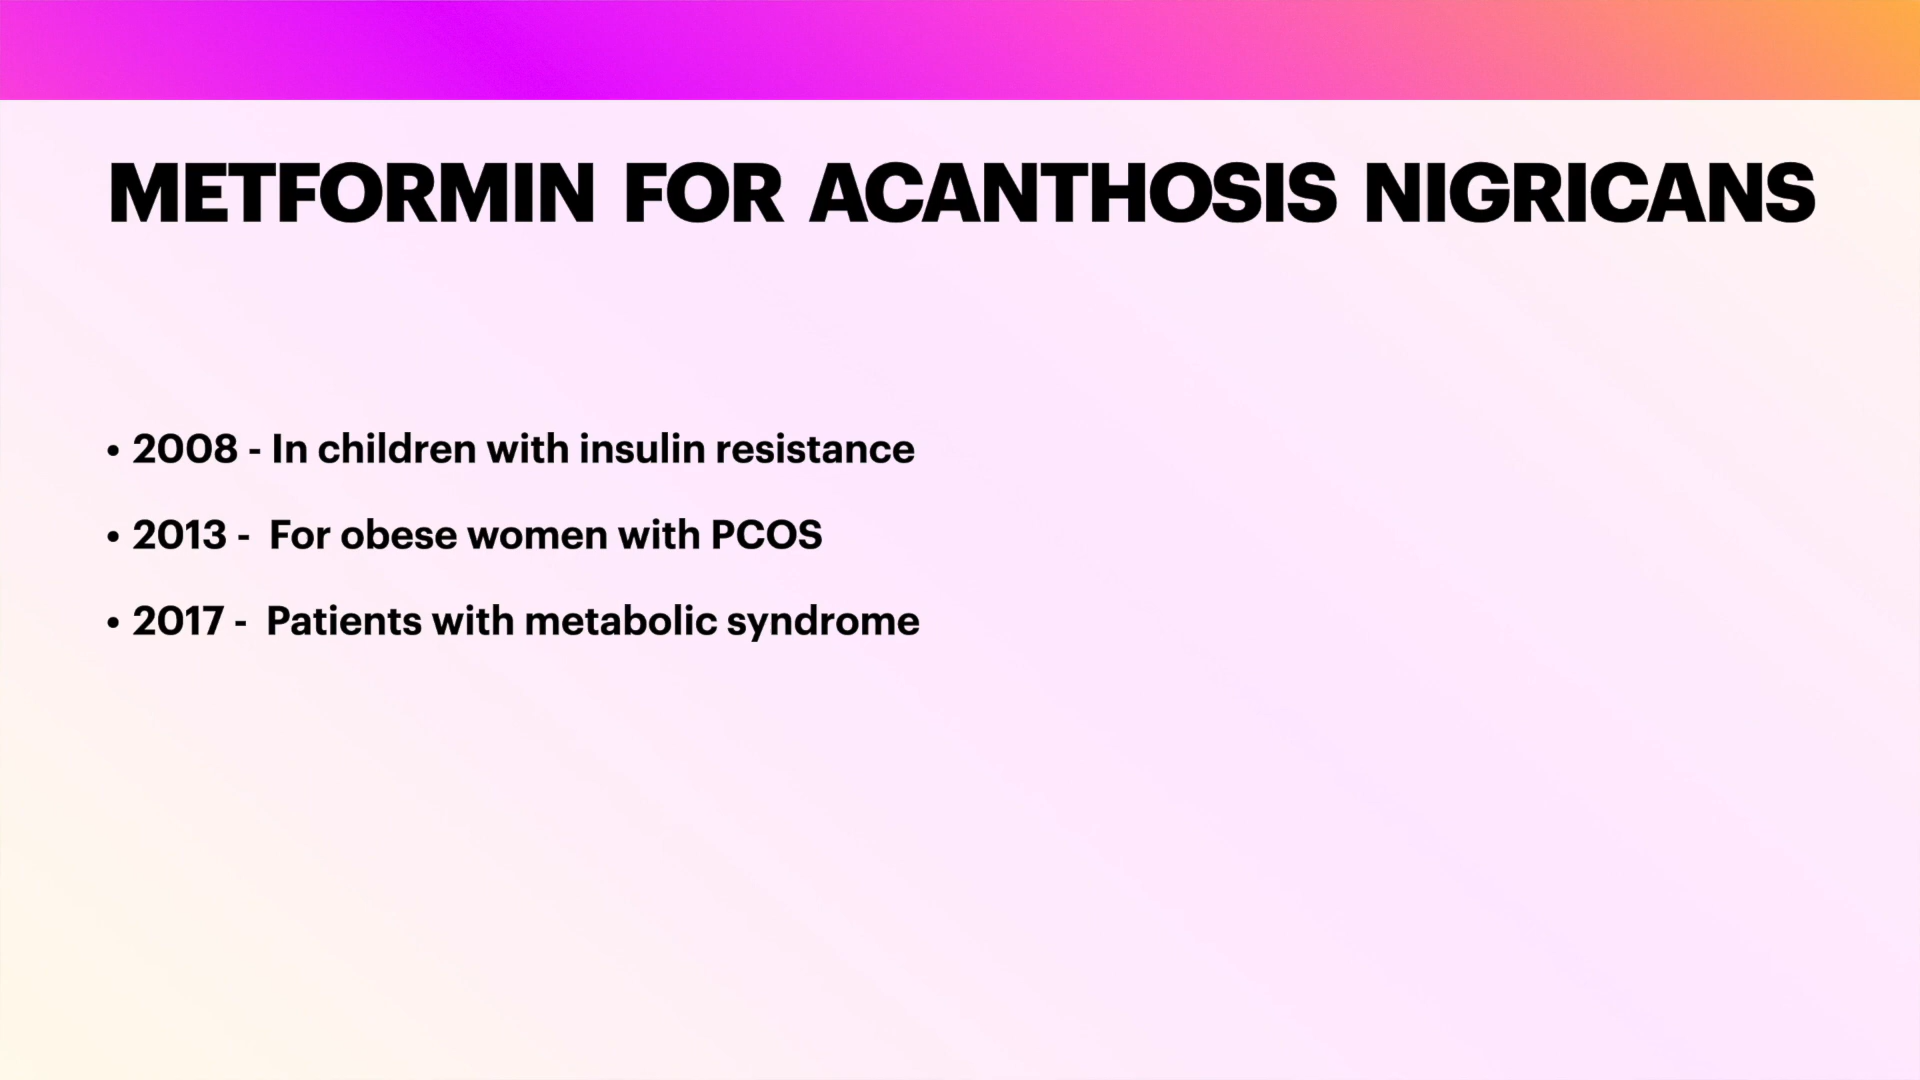 METFORMIN FOR ACANTHOSIS NIGRICANS
• 2008 - In children with insulin resistance
• 2013 -  For obese women with PCOS
• 2017 -  Patients with metabolic syndrome